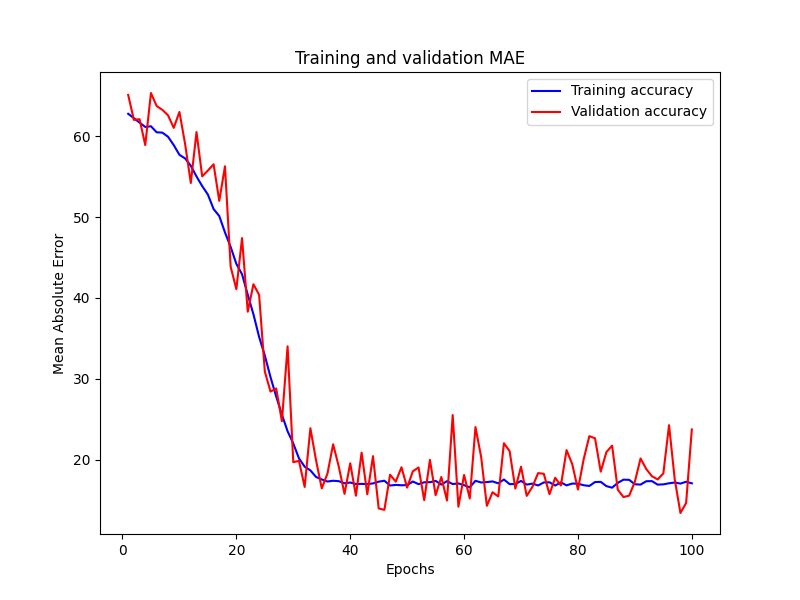 Training and validation MAE
Training accuracy
Validation accuracy
Mean Absolute Error
60
50
40
30
20
0
20
40
60
80
100
Epochs